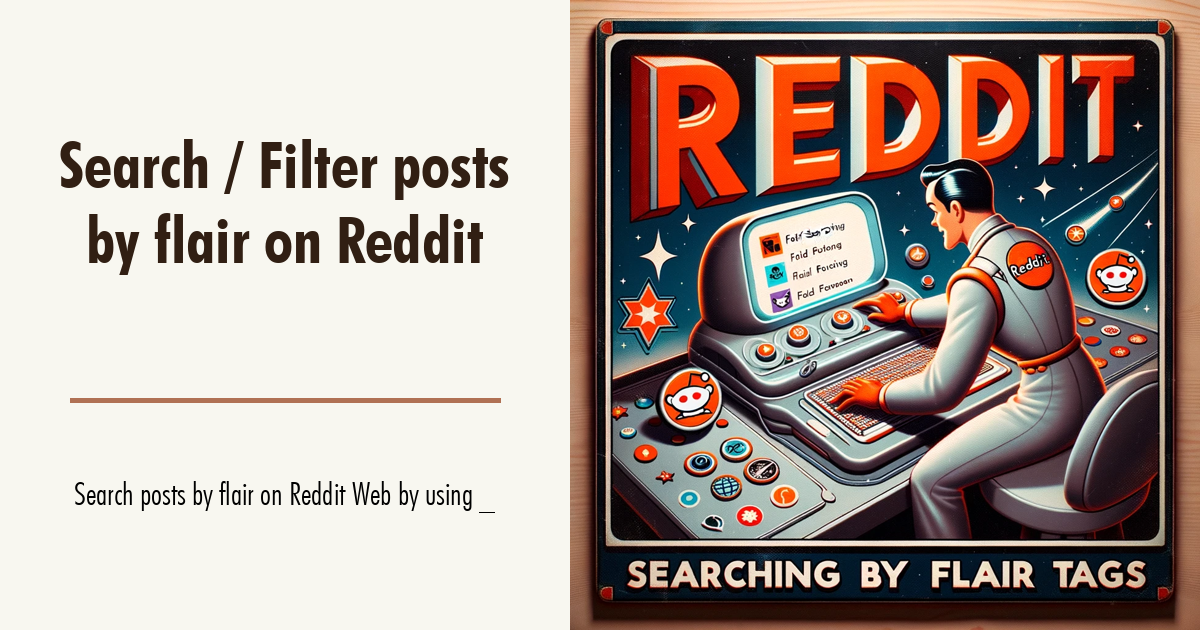 Search / Filter posts
by flair on Reddit
Search posts by flair on Reddit Web by using _
REDDIT
Reddit
SEARCHING BY FLAIR TAGS